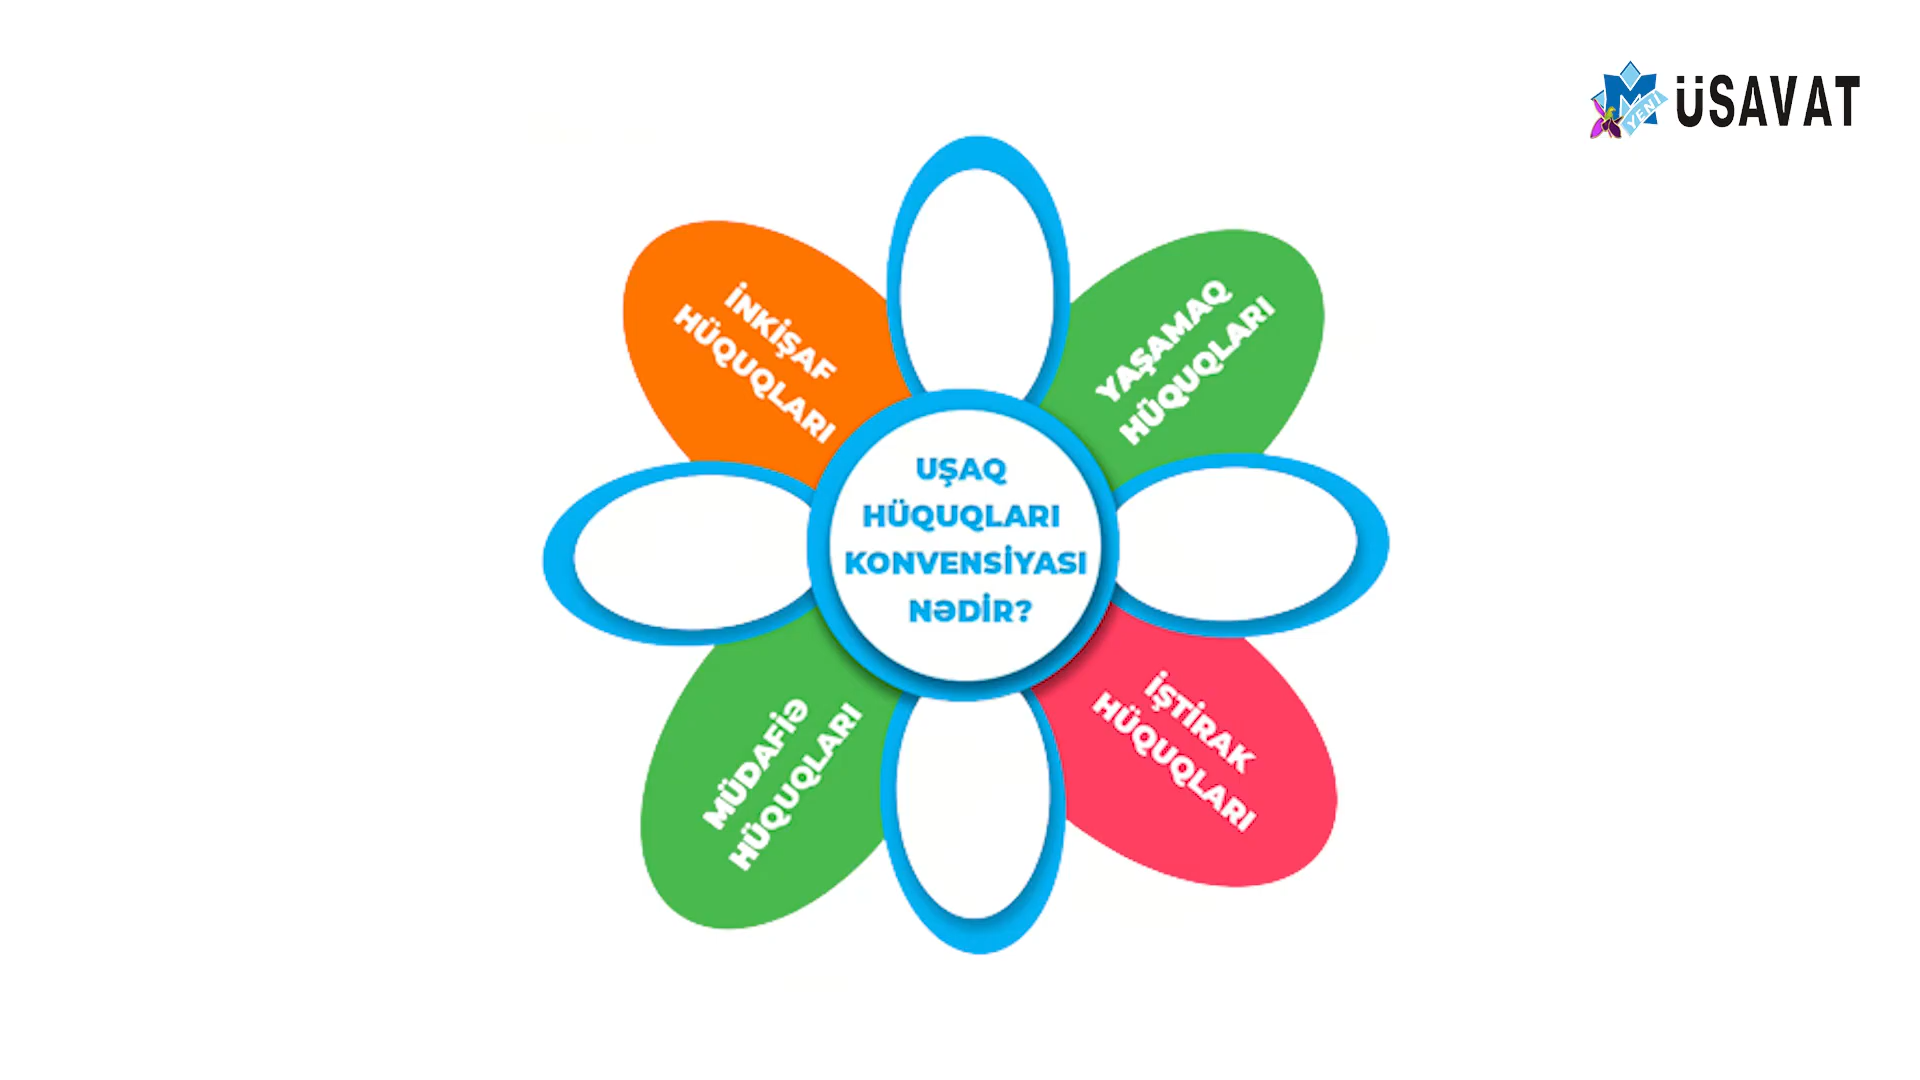 YENİ
ÜSAVAT
İNKİŞAF
HÜQUQLARI
YAŞAMAQ
HÜQUQLARI
UŞAQ
HÜQUQLARI
KONVENSİYASI
NƏDİR?
MÜDAFİƏ
HÜQUQLARI
İŞTİRAK
HÜQUQLARI